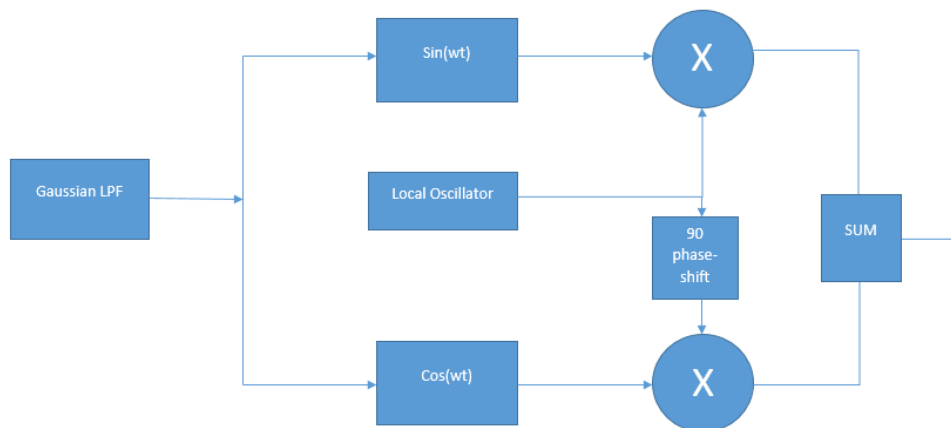 Sin(wt)
X
Gaussian LPF
Local Oscillator
90
phase-
shift
SUM
Cos(wt)
X